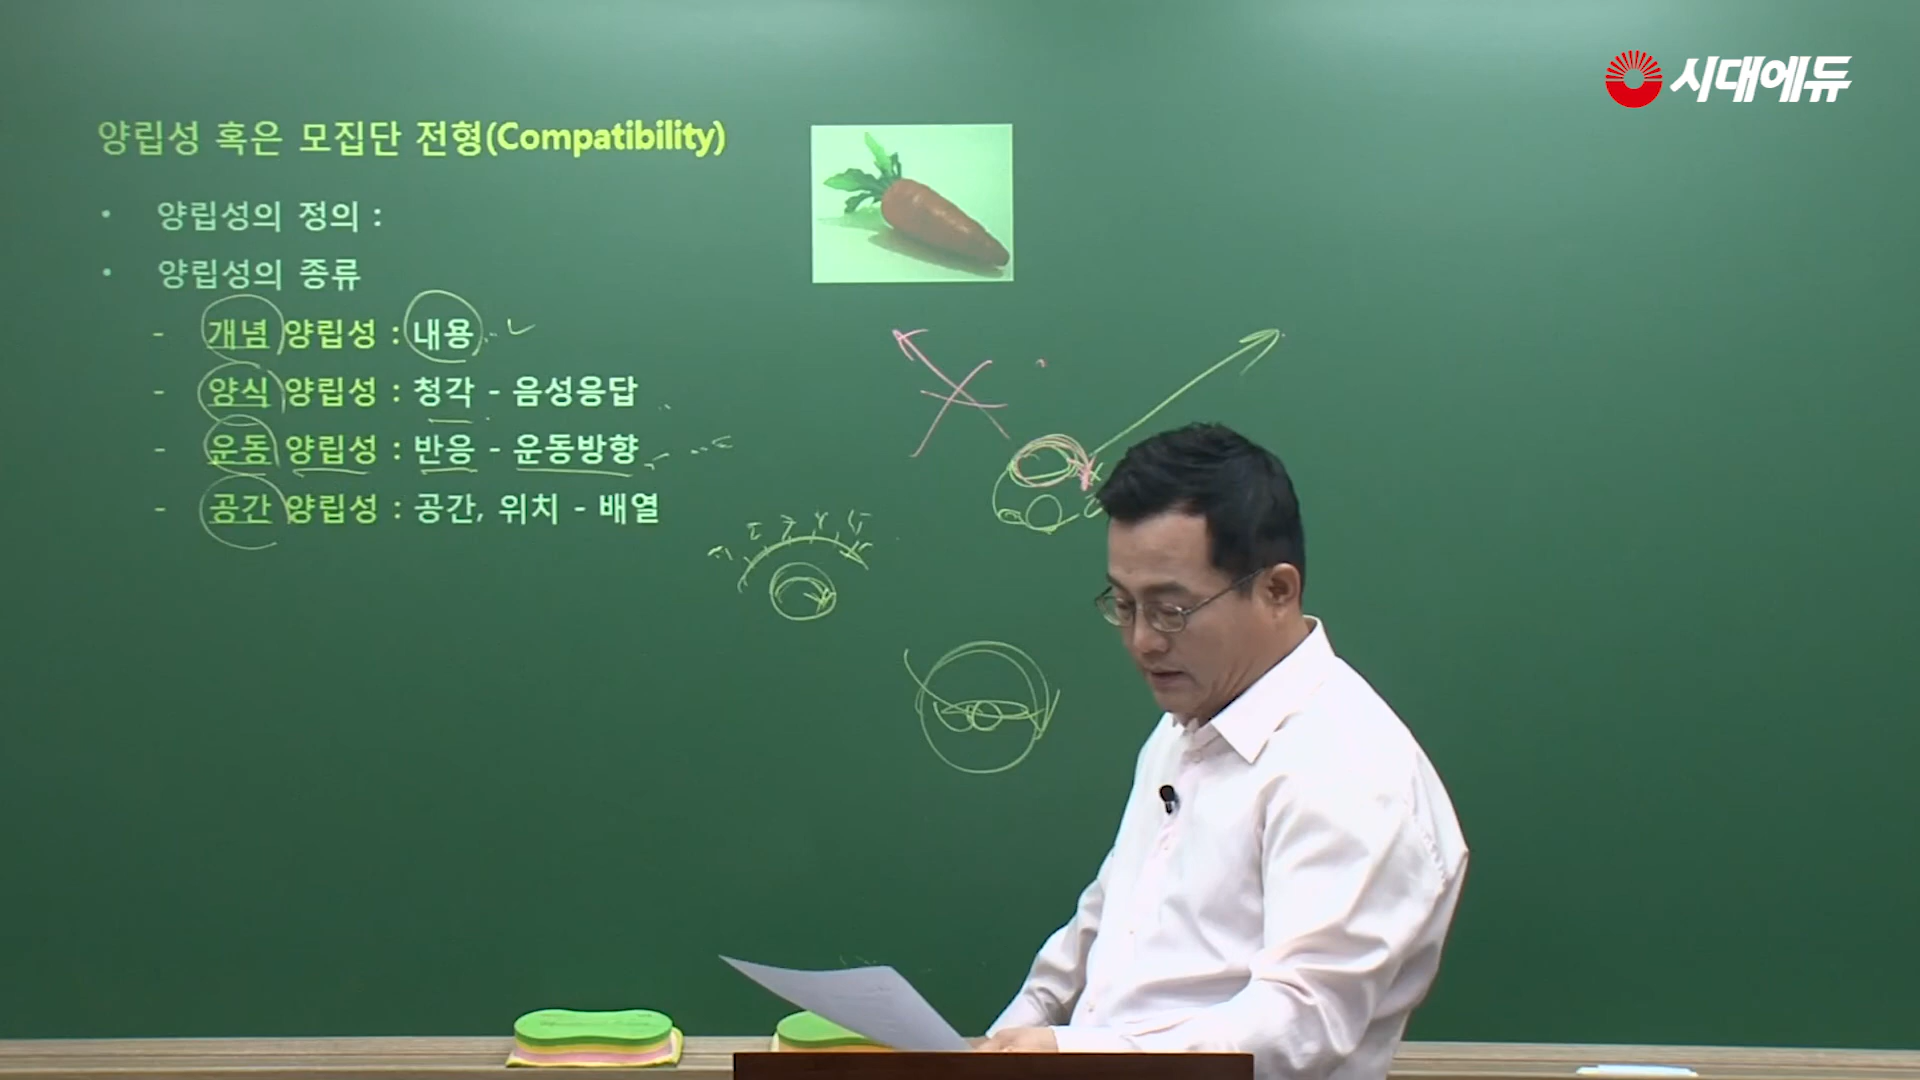 시대에듀
양립성 혹은 모집단 전형(Compatibility)
• 양립성의 정의 :
• 양립성의 종류
- 개념 양립성 : 내용
- 양식 양립성 : 청각 - 음성응답
- 운동 양립성 : 반응 - 운동방향
- 공간 양립성 : 공간, 위치 - 배열